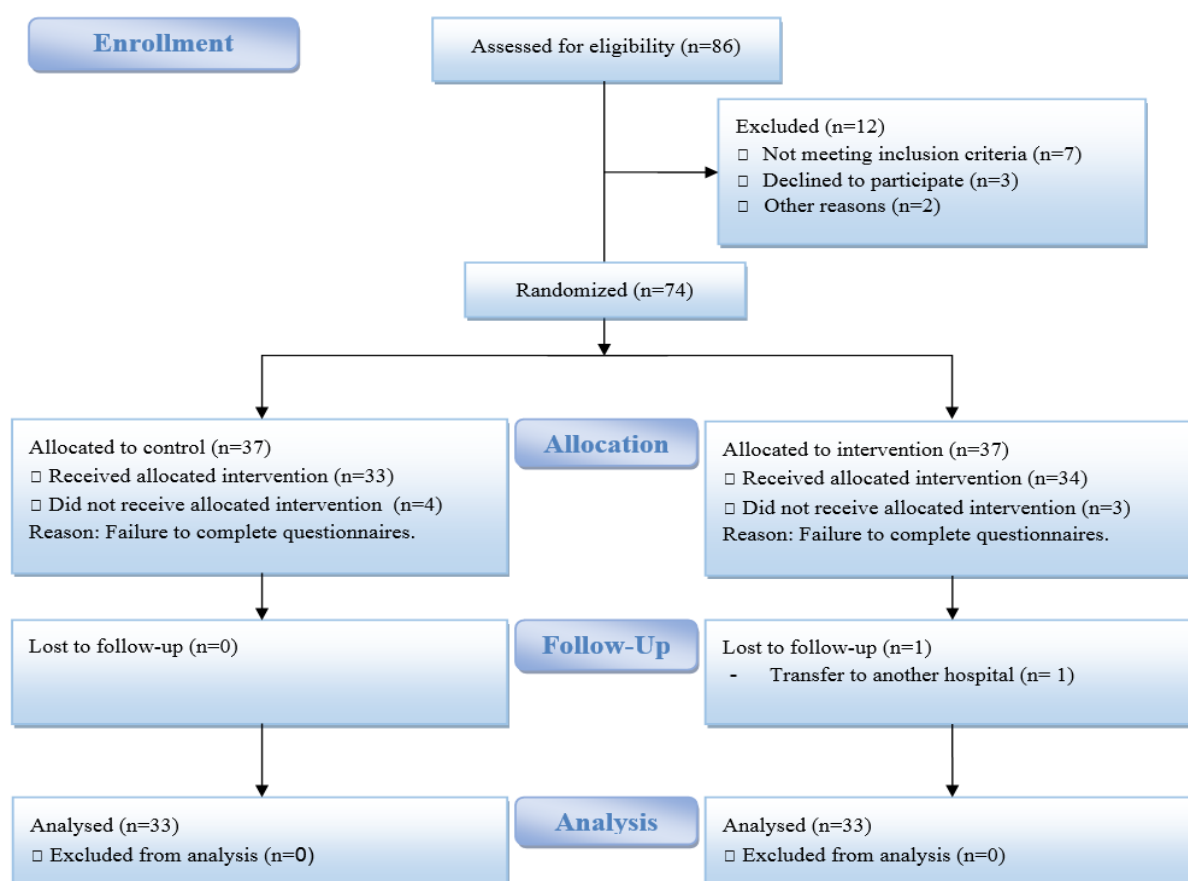 Enrollment
Assessed for eligibility (n=86)
Excluded (n=12)
□ Not meeting inclusion criteria (n=7)
□ Declined to participate (n=3)
□ Other reasons (n=2)
Randomized (n=74)
Allocation
Allocated to control (n=37)
□ Received allocated intervention (n=33)
□ Did not receive allocated intervention (n=4)
Reason: Failure to complete questionnaires.
Allocated to intervention (n=37)
□ Received allocated intervention (n=34)
□ Did not receive allocated intervention (n=3)
Reason: Failure to complete questionnaires.
Follow-Up
Lost to follow-up (n=0)
Lost to follow-up (n=1)
- Transfer to another hospital (n= 1)
Analysis
Analysed (n=33)
□ Excluded from analysis (n=0)
Analysed (n=33)
□ Excluded from analysis (n=0)